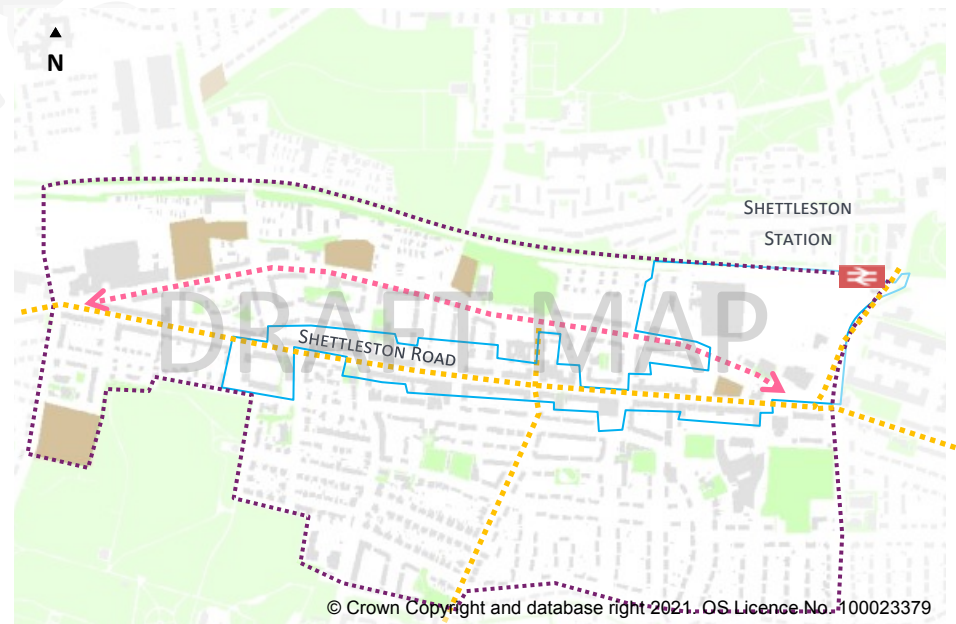 N
SHETTLESTON
STATION
DRAFT MAP
SHETTLESTON ROAD
© Crown Copyright and database right 2021. OS Licence No. 100023379